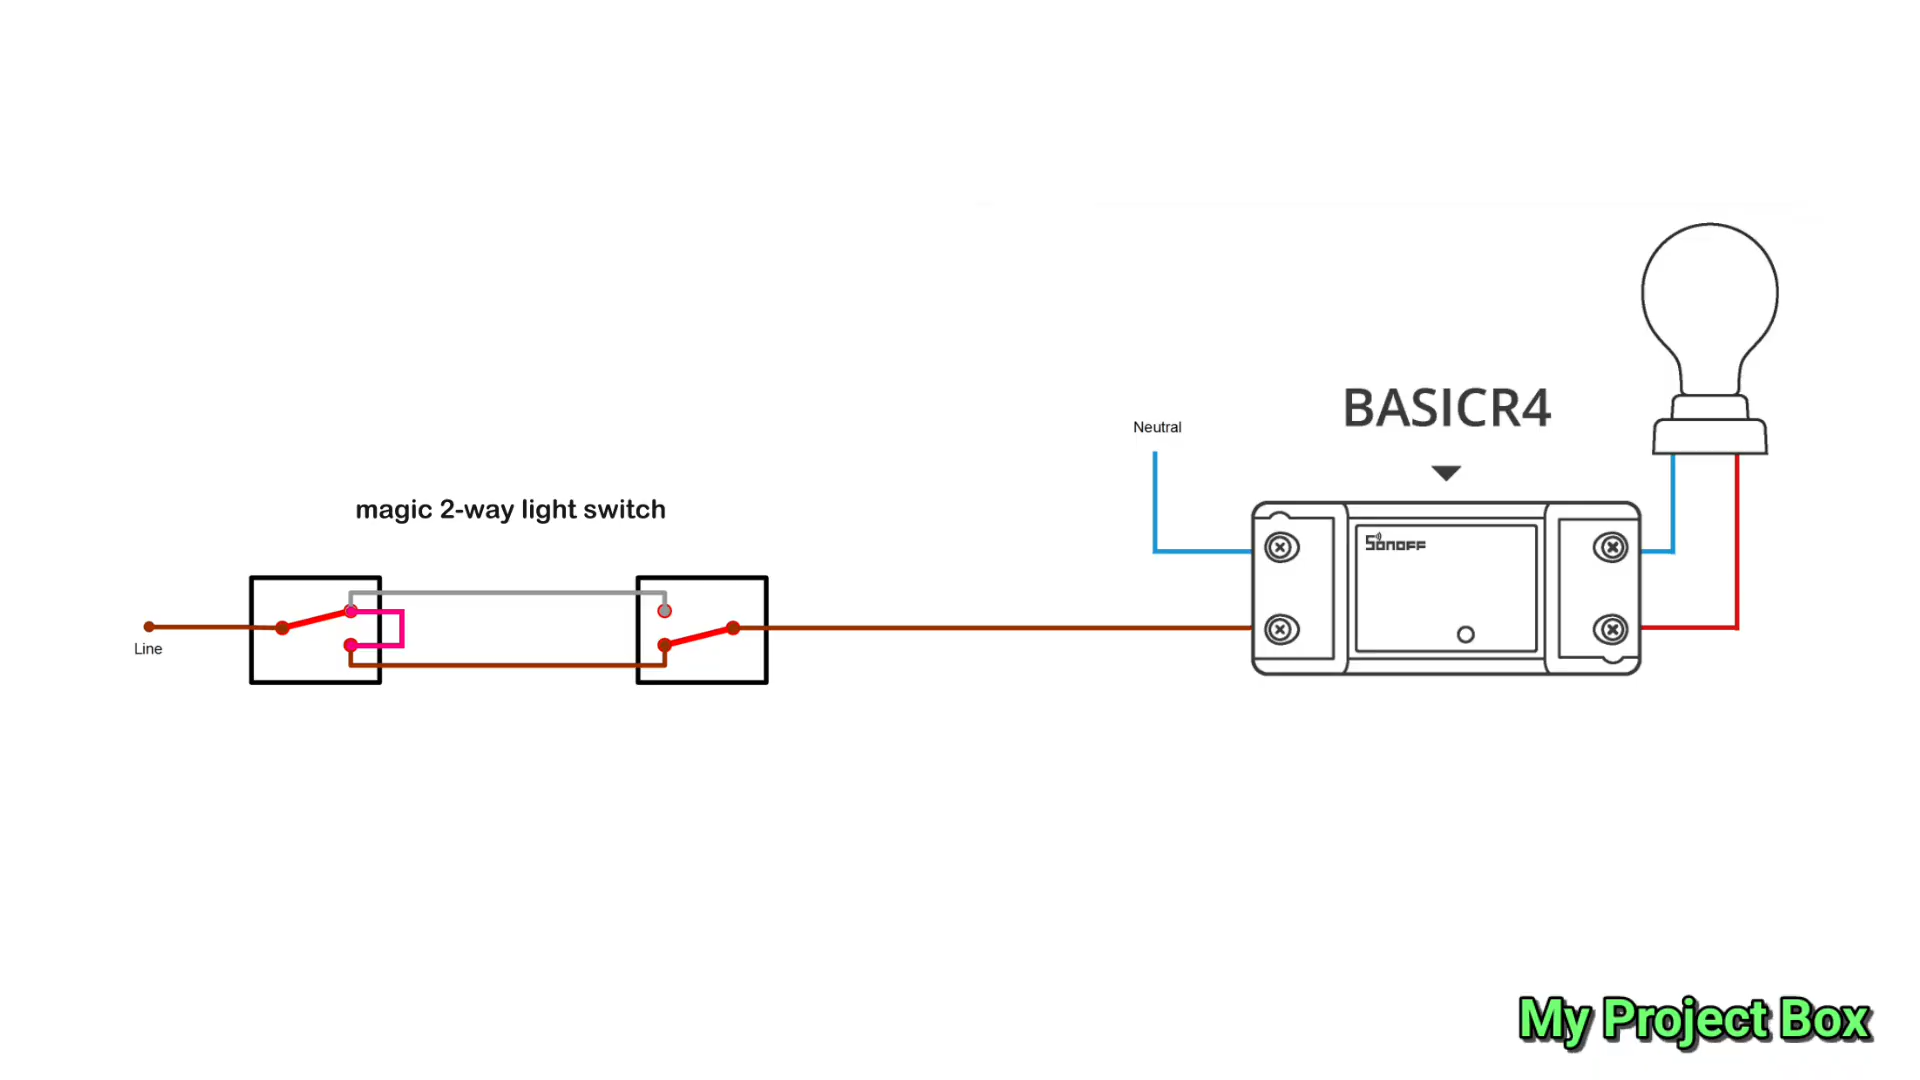 BASICR4
Neutral
magic 2-way light switch
SONOFF
Line
My Project Box